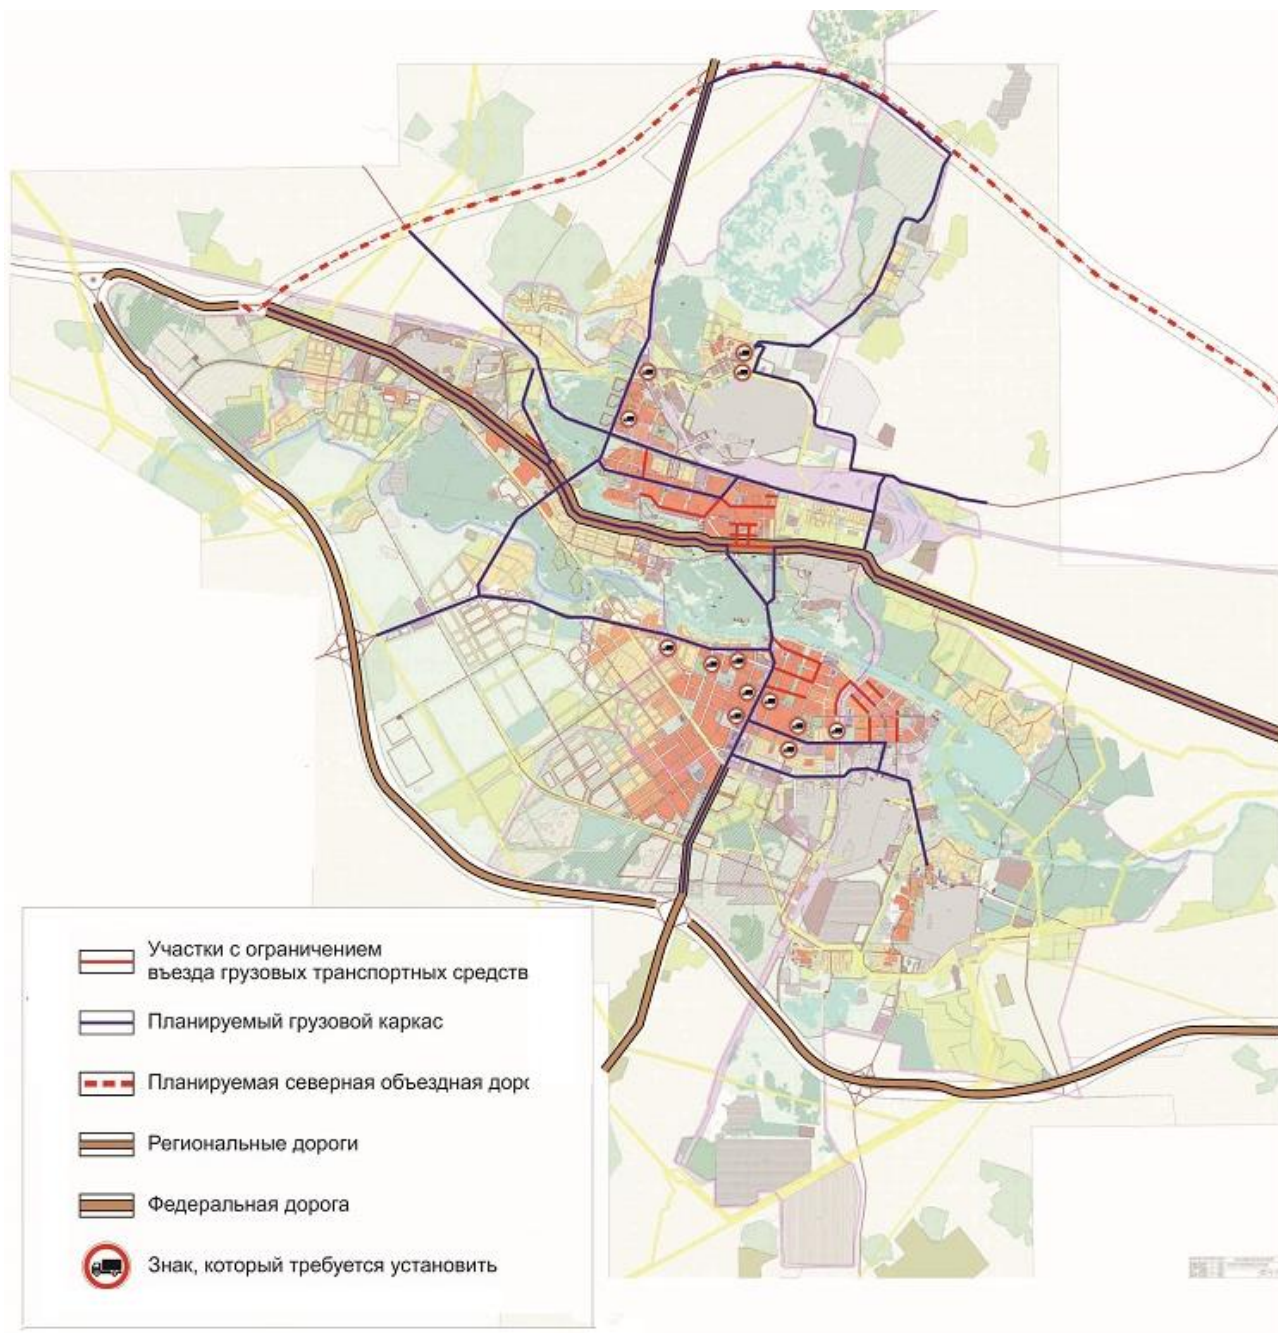 Участки с ограничением
въезда грузовых транспортных средств
Планируемый грузовой каркас
Планируемая северная объездная доро
Региональные дороги
Федеральная дорога
Знак, который требуется установить